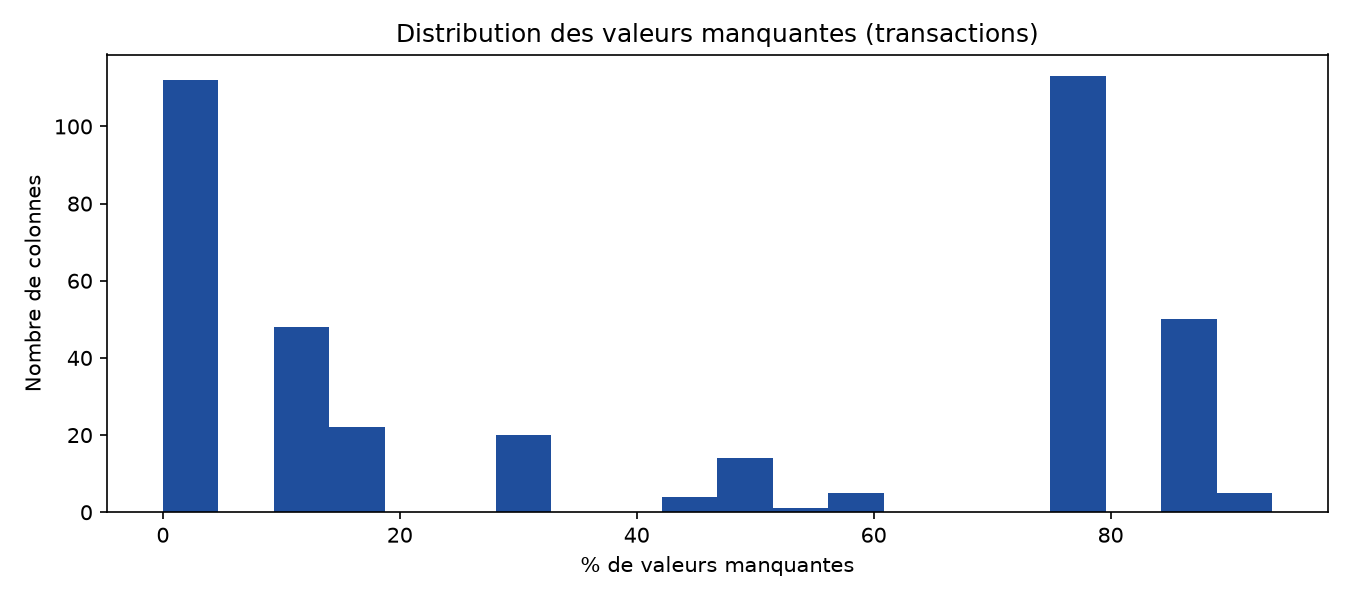 Distribution des valeurs manquantes (transactions)
Nombre de colonnes
100
80
60
40
20
0
0 20 40 60 80
% de valeurs manquantes